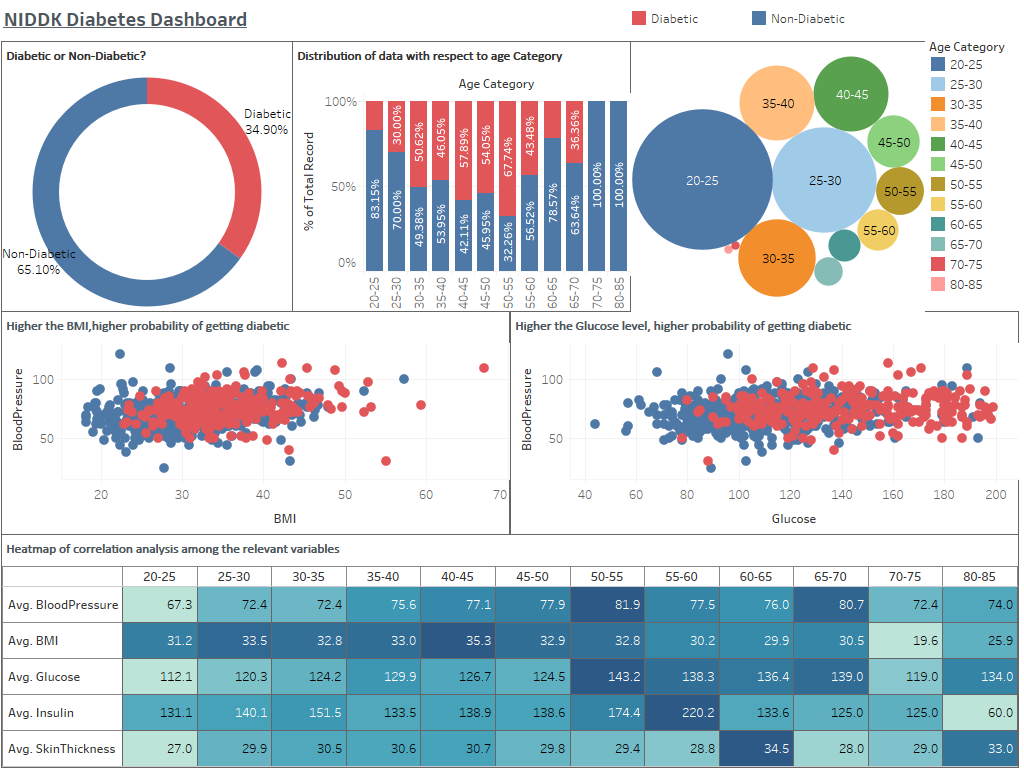 NIDDK Diabetes Dashboard
Diabetic
Non-Diabetic
Diabetic or Non-Diabetic?
Diabetic
34.90%
Non-Diabetic
65.10%
Distribution of data with respect to age Category
Age Category
% of Total Record
100%
50%
0%
83.15%
30.00%
70.00%
50.62%
49.38%
46.05%
53.95%
57.89%
42.11%
54.05%
45.95%
67.74%
32.26%
43.48%
56.52%
78.57%
36.36%
63.64%
100.00%
100.00%
20-25
25-30
30-35
35-40
40-45
45-50
50-55
55-60
60-65
65-70
70-75
80-85
35-40
40-45
45-50
20-25
25-30
50-55
55-60
30-35
Age Category
20-25
25-30
30-35
35-40
40-45
45-50
50-55
55-60
60-65
65-70
70-75
80-85
Higher the BMI,higher probability of getting diabetic
BloodPressure
100
50
20 30 40 50 60 70
BMI
Higher the Glucose level, higher probability of getting diabetic
BloodPressure
100
50
40 60 80 100 120 140 160 180 200
Glucose
Heatmap of correlation analysis among the relevant variables
20-25 25-30 30-35 35-40 40-45 45-50 50-55 55-60 60-65 65-70 70-75 80-85
Avg. BloodPressure 67.3 72.4 72.4 75.6 77.1 77.9 81.9 77.5 76.0 80.7 72.4 74.0
Avg. BMI 31.2 33.5 32.8 33.0 35.3 32.9 32.8 30.2 29.9 30.5 19.6 25.9
Avg. Glucose 112.1 120.3 124.2 129.9 126.7 124.5 143.2 138.3 136.4 139.0 119.0 134.0
Avg. Insulin 131.1 140.1 151.5 133.5 138.9 138.6 174.4 220.2 133.6 125.0 125.0 60.0
Avg. SkinThickness 27.0 29.9 30.5 30.6 30.7 29.8 29.4 28.8 34.5 28.0 29.0 33.0